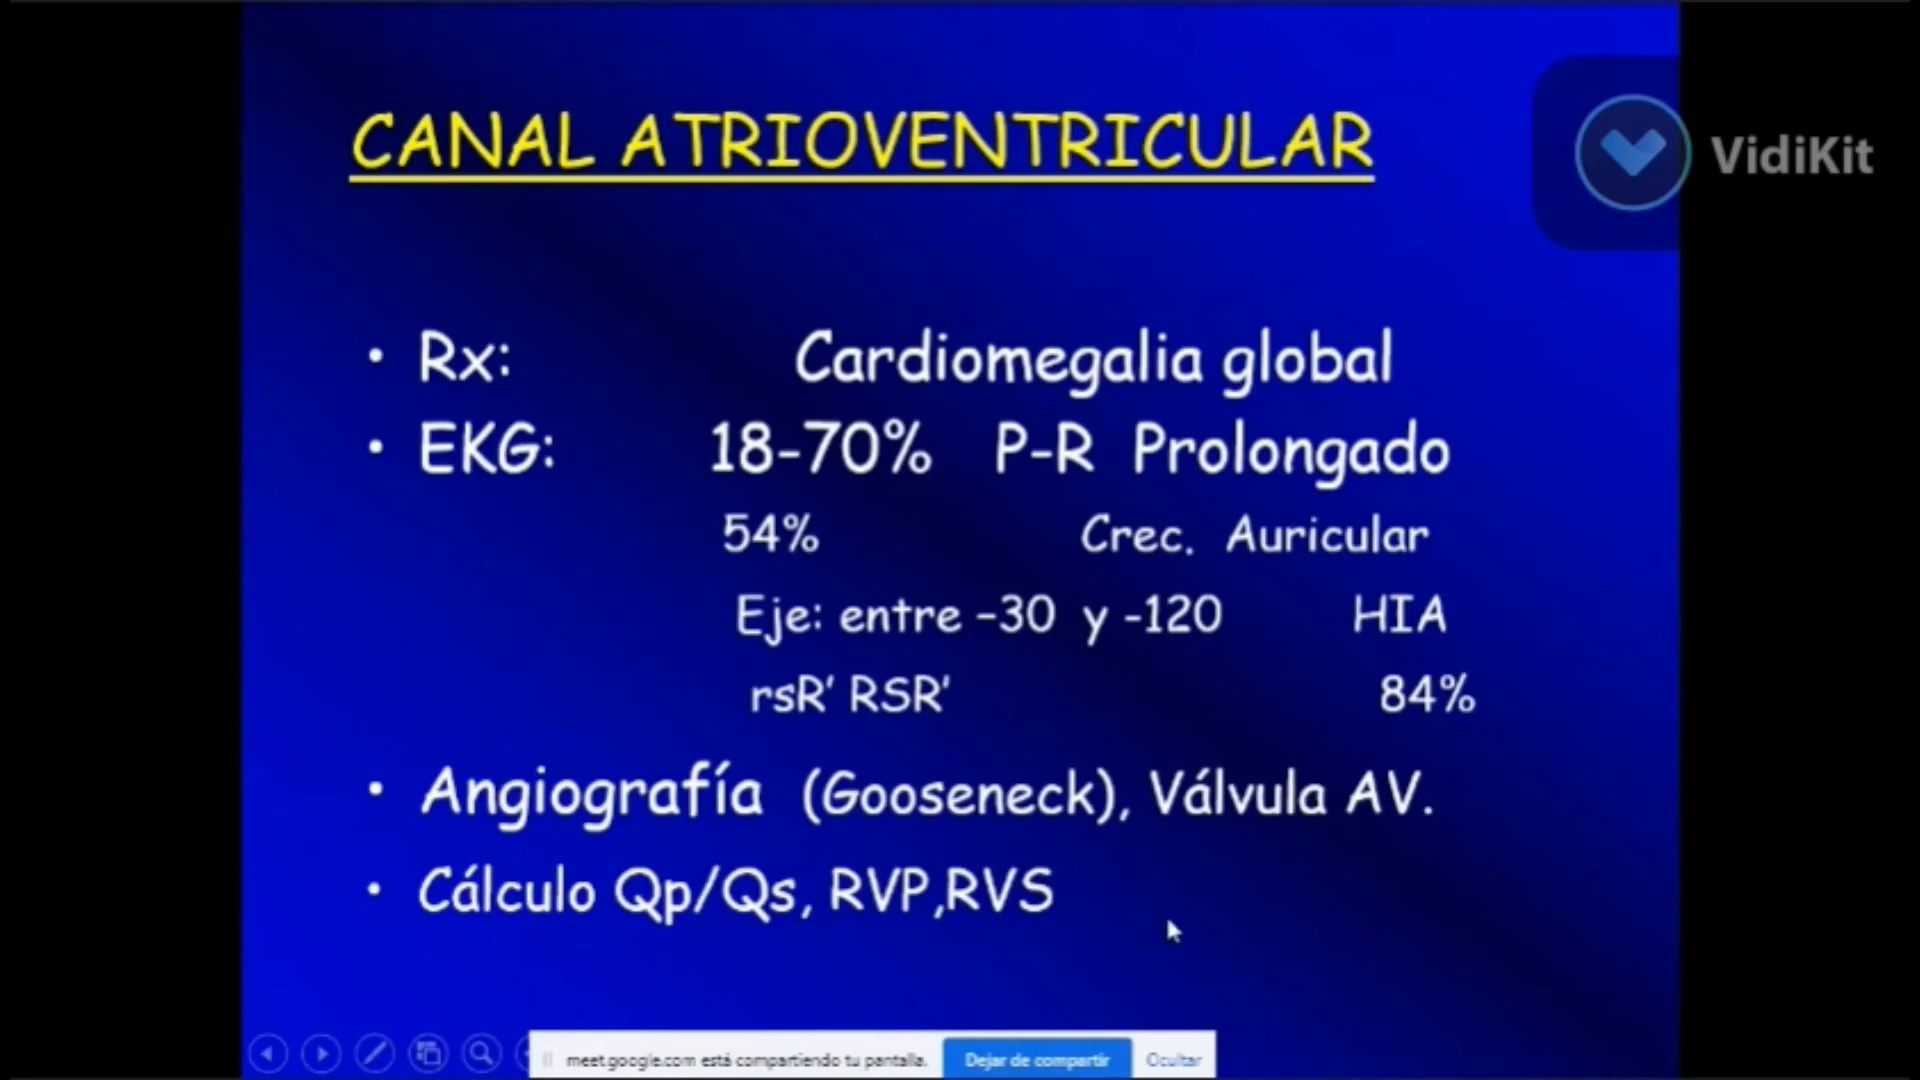 CANAL ATRIOVENTRICULAR
VidiKit
• Rx: Cardiomegalia global
• EKG: 18-70% P-R Prolongado
54% Crec. Auricular
Eje: entre –30 y -120 HIA
rsR’ RSR’ 84%
• Angiografía (Gooseneck), Válvula AV.
• Cálculo Qp/Qs, RVP,RVS
meet.google.com está compartiendo tu pantalla. Dejar de compartir Ocultar